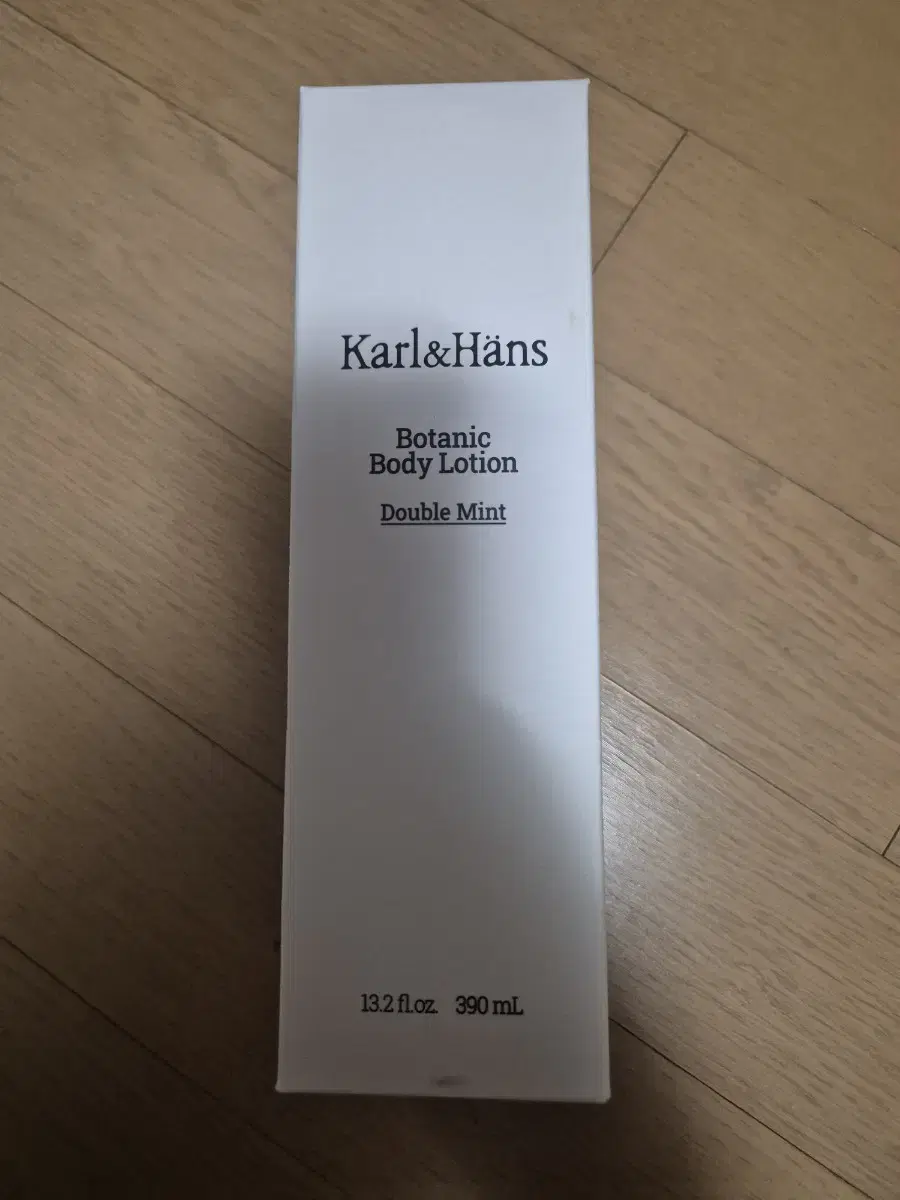 Karl&Häns
Botanic
Body Lotion
Double Mint
13.2 fl.oz. 390 mL